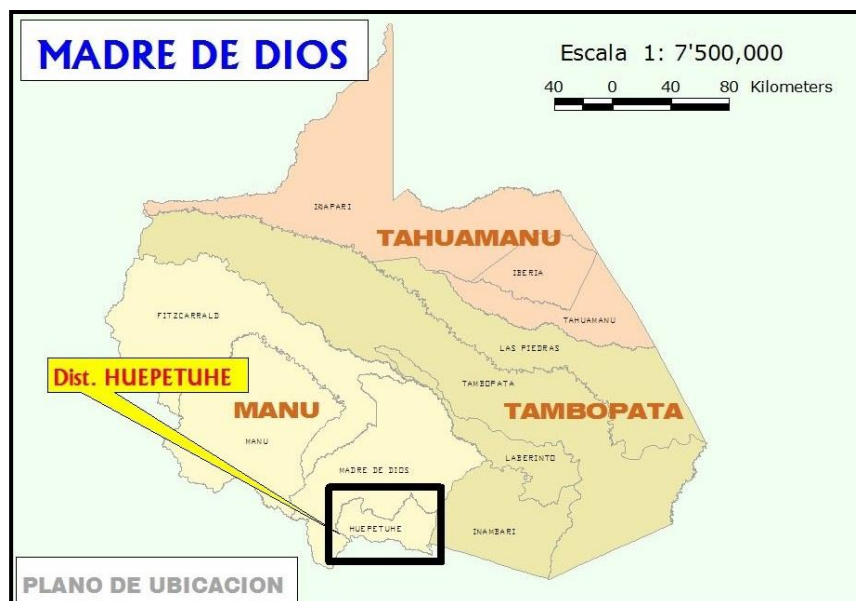 MADRE DE DIOS
Escala 1: 7'500,000
40 0 40 80 Kilometers
IÑAPARI
TAHUAMANU
IBERIA
FITZCARRALD
TAHUAMANU
LAS PIEDRAS
Dist. HUEPETUHE
TAMBOPATA
MANU
TAMBOPATA
MANU
LABERINTO
MADRE DE DIOS
HUEPETUHE
INAMBARI
PLANO DE UBICACION